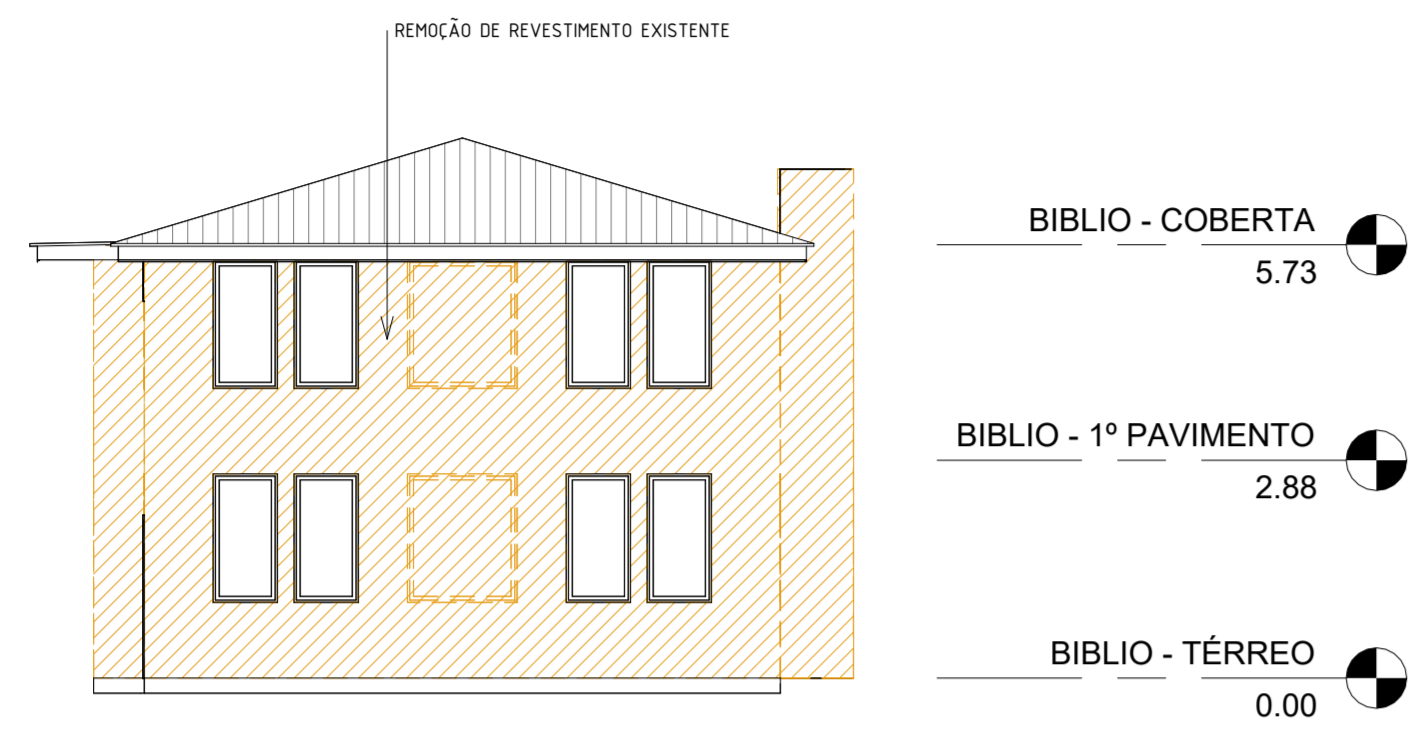 REMOÇÃO DE REVESTIMENTO EXISTENTE
BIBLIO - COBERTA
5.73
BIBLIO - 1º PAVIMENTO
2.88
BIBLIO - TÉRREO
0.00